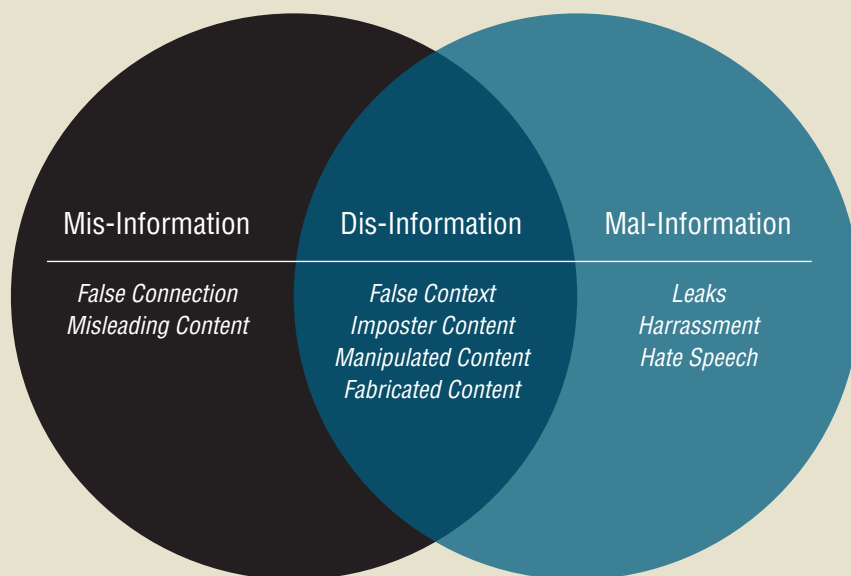 Mis-Information
Dis-Information
Mal-Information
False Connection
Misleading Content
False Context
Imposter Content
Manipulated Content
Fabricated Content
Leaks
Harrassment
Hate Speech